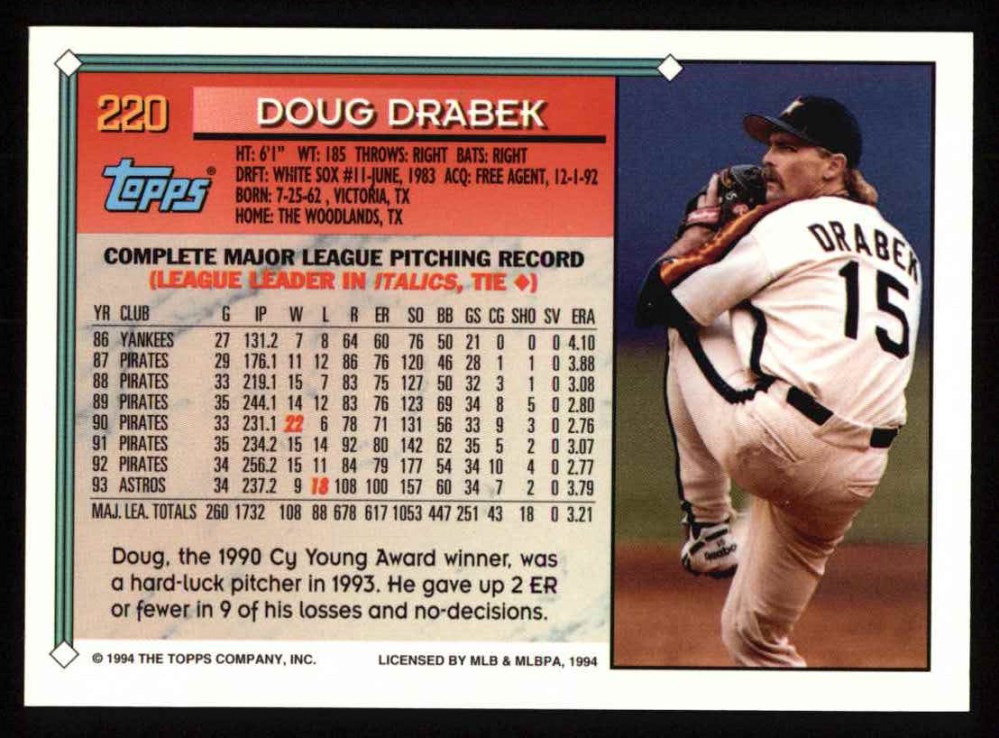 220
DOUG DRABEK
Topps®
HT: 6'1" WT: 185 THROWS: RIGHT BATS: RIGHT
DRFT: WHITE SOX #11-JUNE, 1983 ACQ: FREE AGENT, 12-1-92
BORN: 7-25-62 , VICTORIA, TX
HOME: THE WOODLANDS, TX
COMPLETE MAJOR LEAGUE PITCHING RECORD
(LEAGUE LEADER IN ITALICS, TIE ♦)
YR CLUB G IP W L R ER SO BB GS CG SHO SV ERA
86 YANKEES 27 131.2 7 8 64 60 76 50 21 0 0 0 4.10
87 PIRATES 29 176.1 11 12 86 76 120 46 28 1 1 0 3.88
88 PIRATES 33 219.1 15 7 83 75 127 50 32 3 1 0 3.08
89 PIRATES 35 244.1 14 12 83 76 123 69 34 8 5 0 2.80
90 PIRATES 33 231.1 22 6 78 71 131 56 33 9 3 0 2.76
91 PIRATES 35 234.2 15 14 92 80 142 62 35 5 2 0 3.07
92 PIRATES 34 256.2 15 11 84 79 177 54 34 10 4 0 2.77
93 ASTROS 34 237.2 9 18 108 100 157 60 34 7 2 0 3.79
MAJ. LEA. TOTALS 260 1732 108 88 678 617 1053 447 251 43 18 0 3.21
Doug, the 1990 Cy Young Award winner, was
a hard-luck pitcher in 1993. He gave up 2 ER
or fewer in 9 of his losses and no-decisions.
© 1994 THE TOPPS COMPANY, INC. LICENSED BY MLB & MLBPA, 1994
DRABEK
15
Reebok